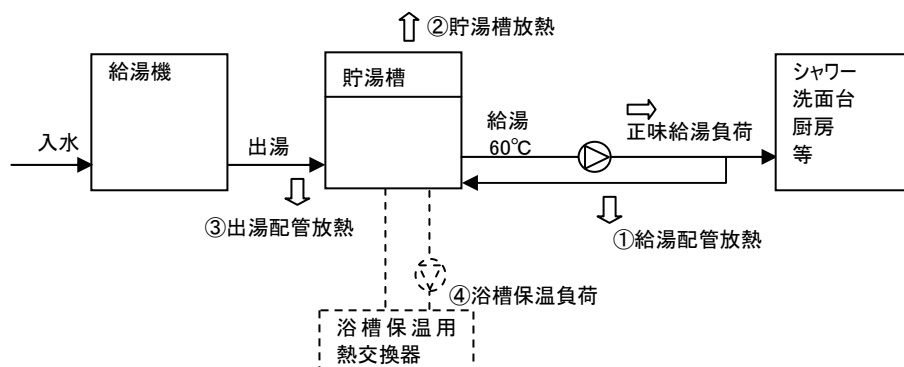 ②貯湯槽放熱
給湯機
貯湯槽
シャワー
洗面台
厨房
等
給湯
60℃
正味給湯負荷
入水
出湯
③出湯配管放熱
①給湯配管放熱
④浴槽保温負荷
浴槽保温用
熱交換器